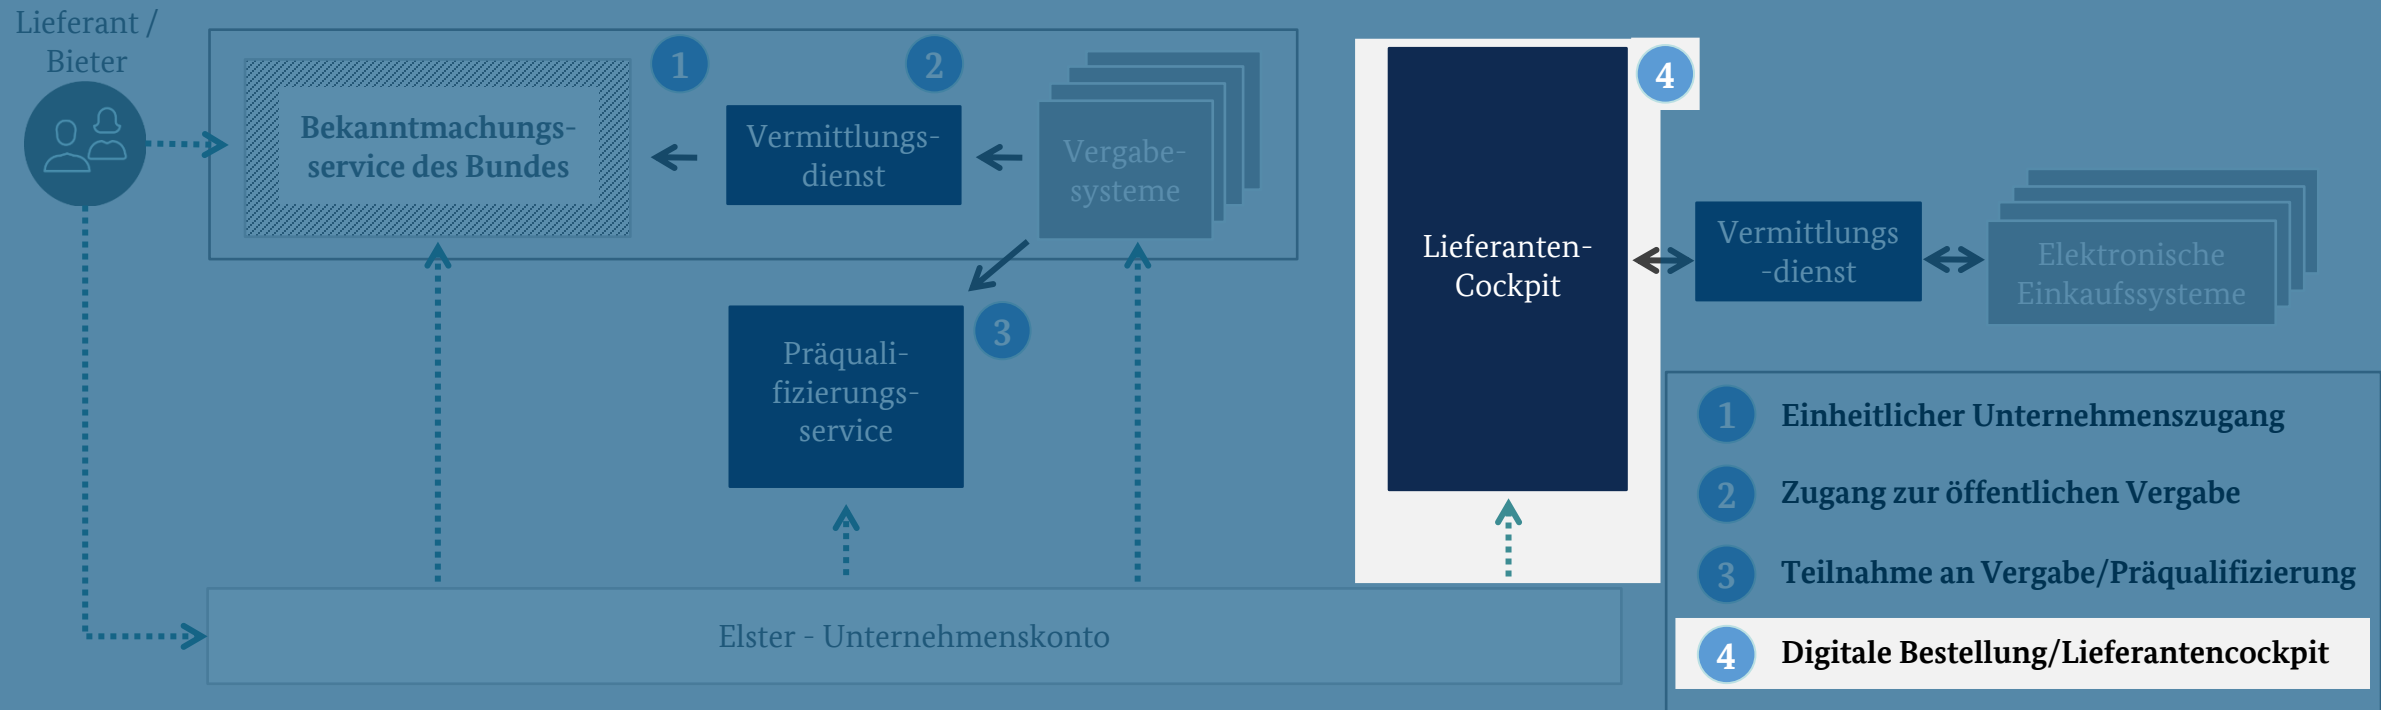 Lieferant /
Bieter
Bekanntmachungs-
service des Bundes
1
Vermittlungs-
dienst
2
Vergabe-
systeme
Präquali-
fizierungs-
service
3
Lieferanten-
Cockpit
4
Vermittlungs
-dienst
Elektronische
Einkaufssysteme
Elster - Unternehmenskonto
1 Einheitlicher Unternehmenszugang
2 Zugang zur öffentlichen Vergabe
3 Teilnahme an Vergabe/Präqualifizierung
4 Digitale Bestellung/Lieferantencockpit